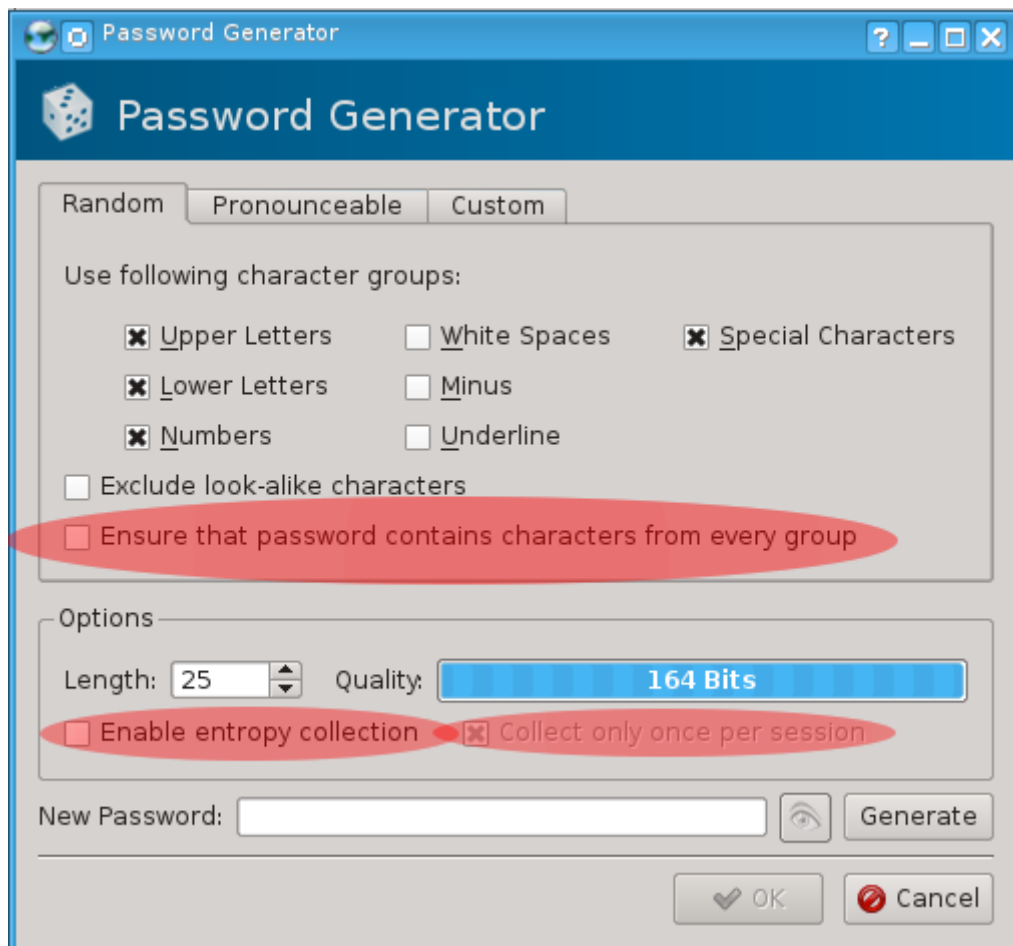 Password Generator
Password Generator
Random Pronounceable Custom
Use following character groups:
Upper Letters White Spaces Special Characters
Lower Letters Minus
Numbers Underline
Exclude look-alike characters
Ensure that password contains characters from every group
Options
Length: 25 Quality: 164 Bits
Enable entropy collection Collect only once per session
New Password: Generate
OK Cancel